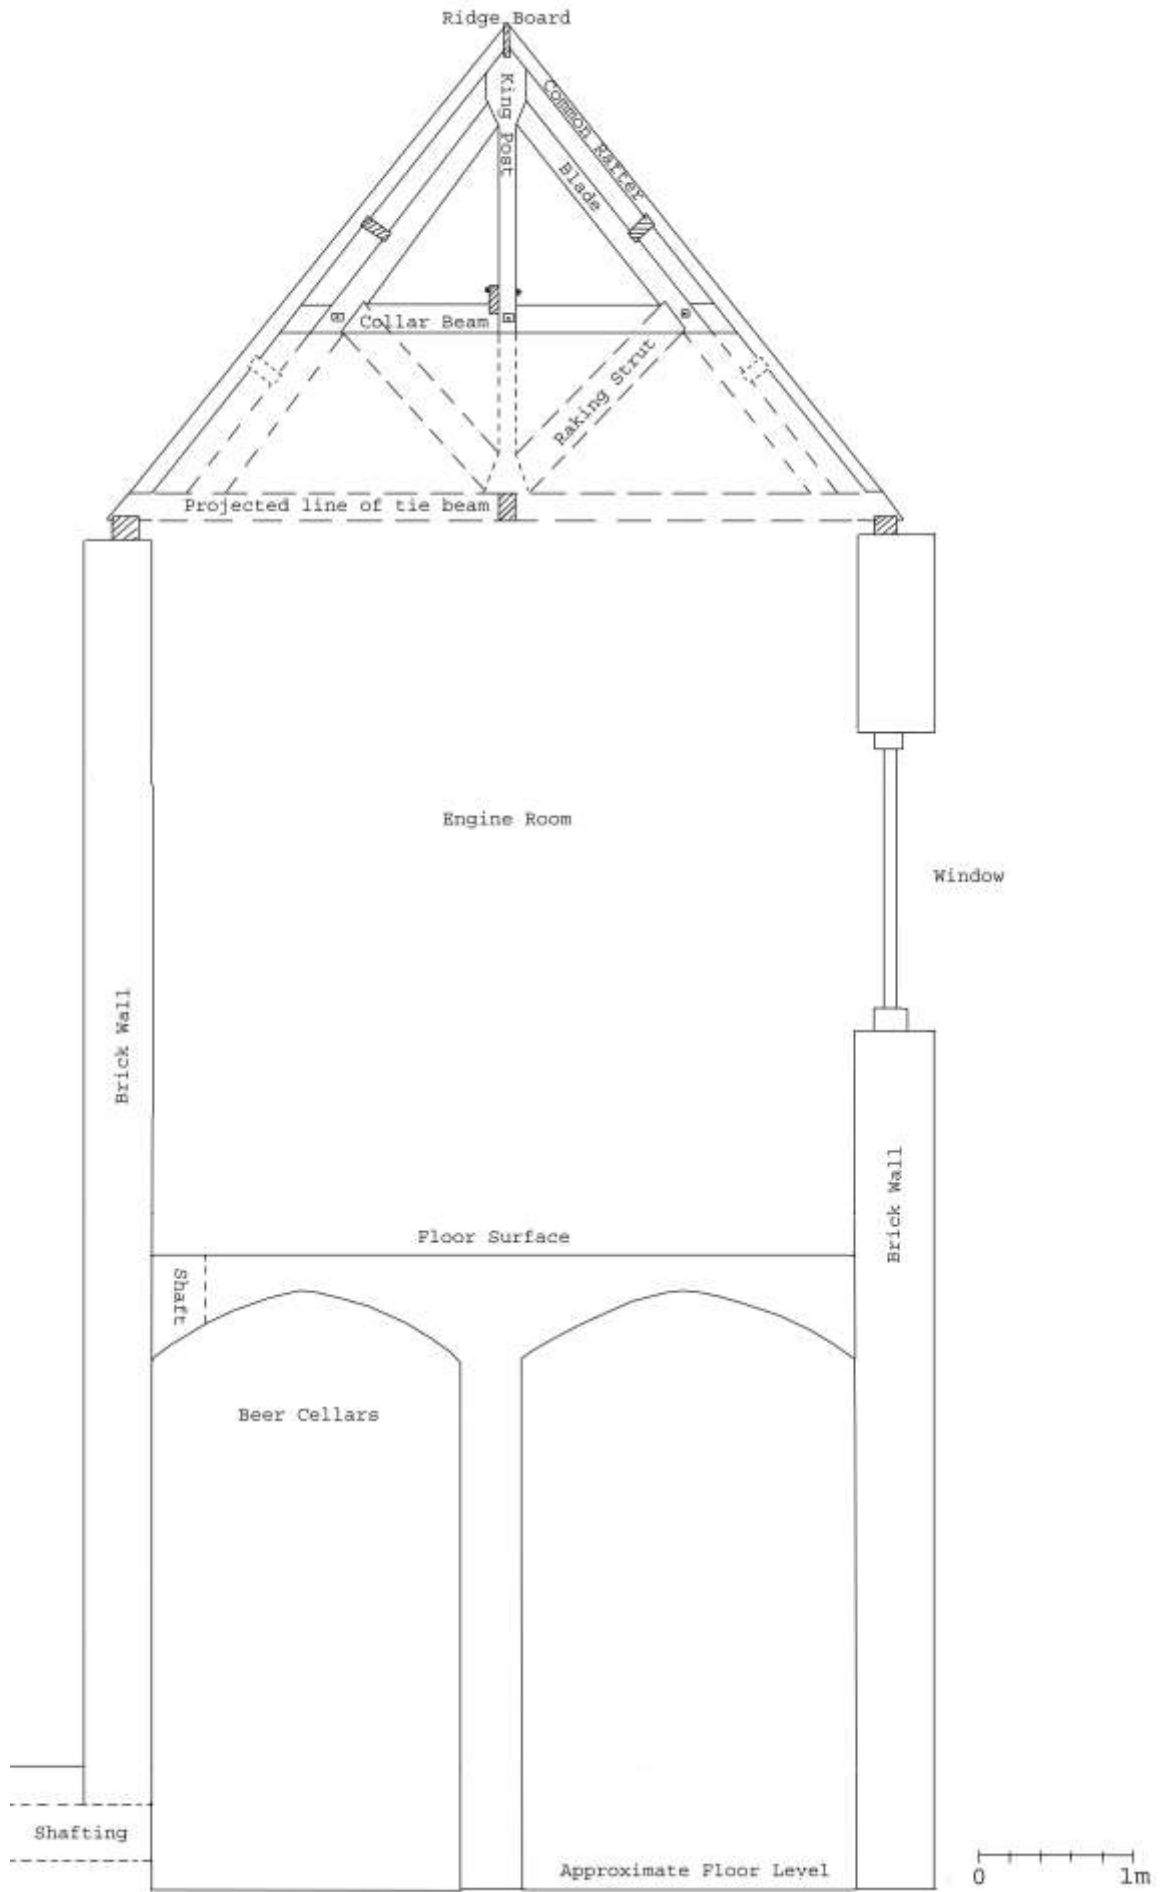 Ridge Board
King Post
Common Rafter
Blade
Collar Beam
Raking Strut
Projected line of tie beam
Engine Room
Window
Brick Wall
Brick Wall
Floor Surface
Shaft
Beer Cellars
Shafting
Approximate Floor Level
0 1m